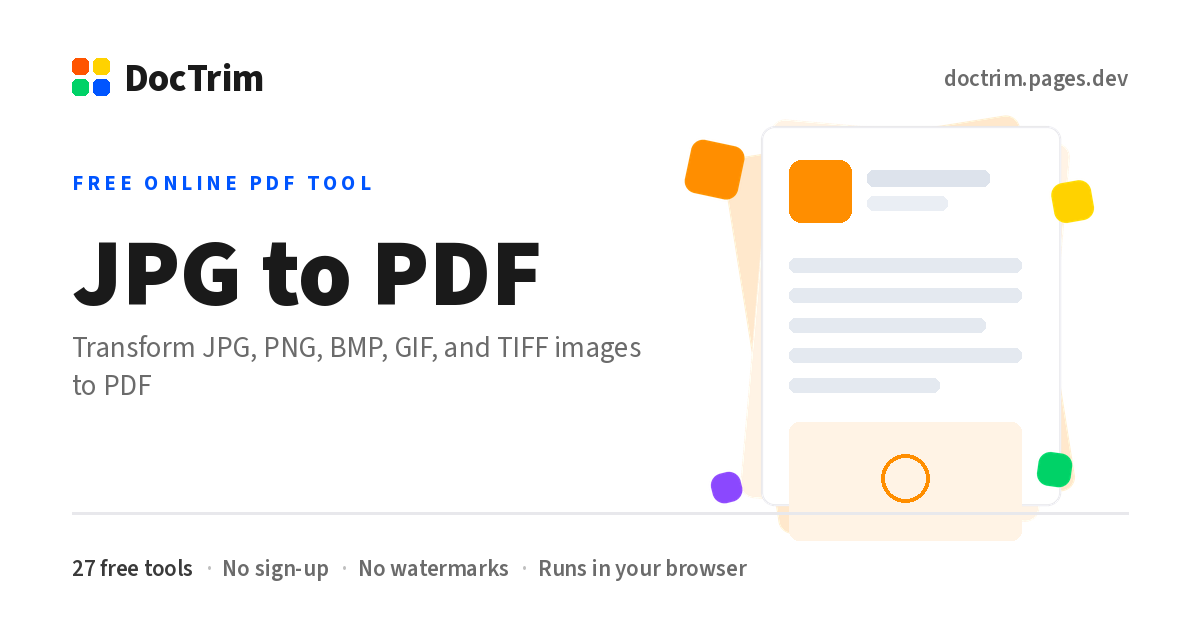 DocTrim
doctrim.pages.dev
FREE ONLINE PDF TOOL
JPG to PDF
Transform JPG, PNG, BMP, GIF, and TIFF images
to PDF
27 free tools · No sign-up · No watermarks · Runs in your browser